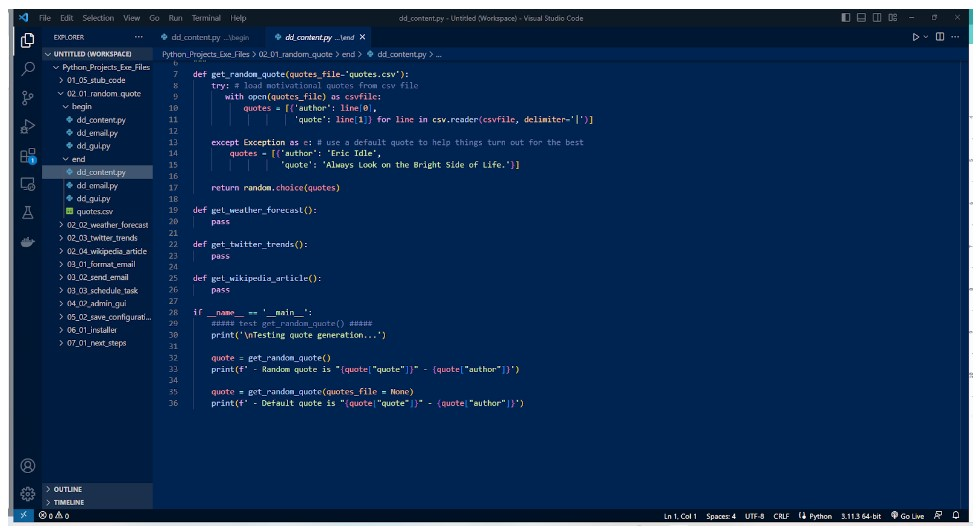 File Edit Selection View Go Run Terminal Help
dd_content.py - Untitled (Workspace) - Visual Studio Code
EXPLORER
UNTITLED (WORKSPACE)
Python_Projects_Exe_Files
01_05_stub_code
02_01_random_quote
begin
dd_content.py
dd_email.py
dd_gui.py
end
dd_content.py
dd_email.py
dd_gui.py
quotes.csv
02_02_weather_forecast
02_03_twitter_trends
02_04_wikipedia_article
03_01_format_email
03_02_send_email
03_03_schedule_task
04_02_admin_gui
05_02_save_configurati...
06_01_installer
07_01_next_steps
OUTLINE
TIMELINE
1
dd_content.py ...\begin
dd_content.py ...\end
Python_Projects_Exe_Files > 02_01_random_quote > end > dd_content.py > ...
6 """
7 def get_random_quote(quotes_file='quotes.csv'):
8 try: # load motivational quotes from csv file
9 with open(quotes_file) as csvfile:
10 quotes = [{'author': line[0],
11 'quote': line[1]} for line in csv.reader(csvfile, delimiter='|')]
12
13 except Exception as e: # use a default quote to help things turn out for the best
14 quotes = [{'author': 'Eric Idle',
15 'quote': 'Always Look on the Bright Side of Life.'}]
16
17 return random.choice(quotes)
18
19 def get_weather_forecast():
20 pass
21
22 def get_twitter_trends():
23 pass
24
25 def get_wikipedia_article():
26 pass
27
28 if __name__ == '__main__':
29 ##### test get_random_quote() #####
30 print('\nTesting quote generation...')
31
32 quote = get_random_quote()
33 print(f' - Random quote is "{quote["quote"]}" - {quote["author"]}')
34
35 quote = get_random_quote(quotes_file = None)
36 print(f' - Default quote is "{quote["quote"]}" - {quote["author"]}')
0 0
Ln 1, Col 1 Spaces: 4 UTF-8 CRLF Python 3.11.3 64-bit Go Live